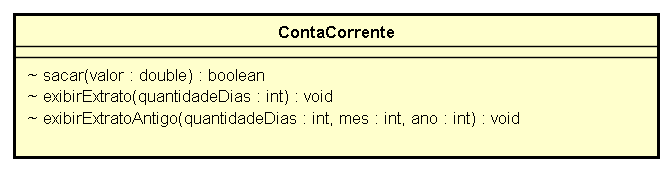 ContaCorrente
~ sacar(valor : double) : boolean
~ exibirExtrato(quantidadeDias : int) : void
~ exibirExtratoAntigo(quantidadeDias : int, mes : int, ano : int) : void